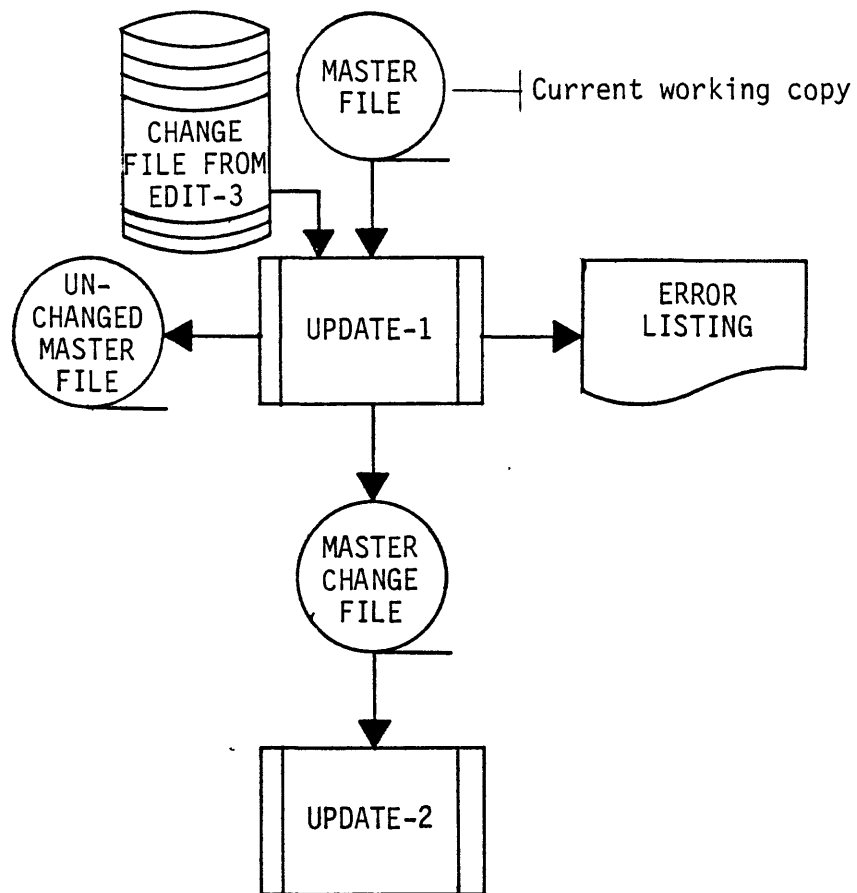 MASTER
FILE
Current working copy
CHANGE
FILE FROM
EDIT-3
UN-
CHANGED
MASTER
FILE
UPDATE-1
ERROR
LISTING
MASTER
CHANGE
FILE
UPDATE-2